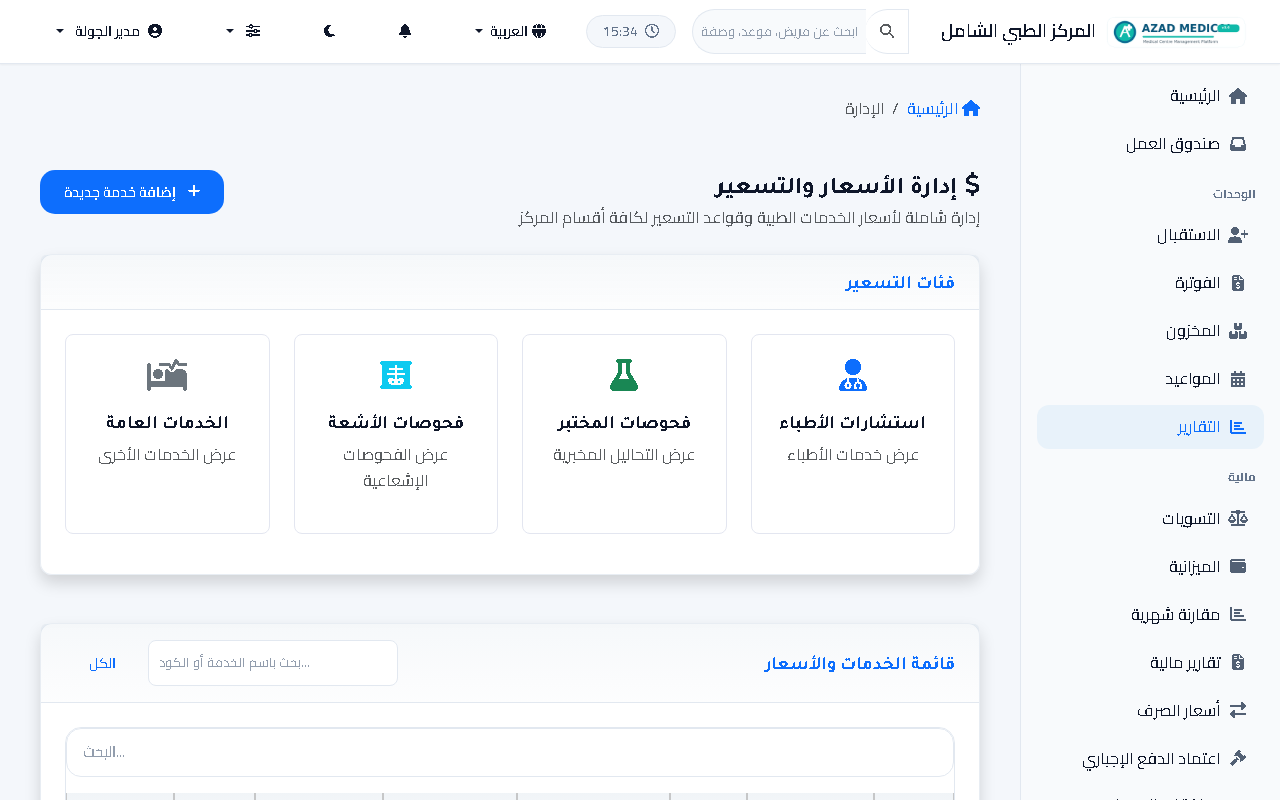 AZAD MEDIC
Medical Centre Management Platform
المركز الطبي الشامل
ابحث عن مريض، موعد، وصفة
15:34
العربية
مدير الجولة
الرئيسية
صندوق العمل
الوحدات
الاستقبال
الفوترة
المخزون
المواعيد
التقارير
مالية
التسويات
الميزانية
مقارنة شهرية
تقارير مالية
أسعار الصرف
اعتماد الدفع الإجباري
الرئيسية / الإدارة
$ إدارة الأسعار والتسعير
إدارة شاملة لأسعار الخدمات الطبية وقواعد التسعير لكافة أقسام المركز
+ إضافة خدمة جديدة
فئات التسعير
استشارات الأطباء
عرض خدمات الأطباء
فحوصات المختبر
عرض التحاليل المخبرية
فحوصات الأشعة
عرض الفحوصات
الإشعاعية
الخدمات العامة
عرض الخدمات الأخرى
قائمة الخدمات والأسعار
بحث باسم الخدمة أو الكود...
الكل
البحث...